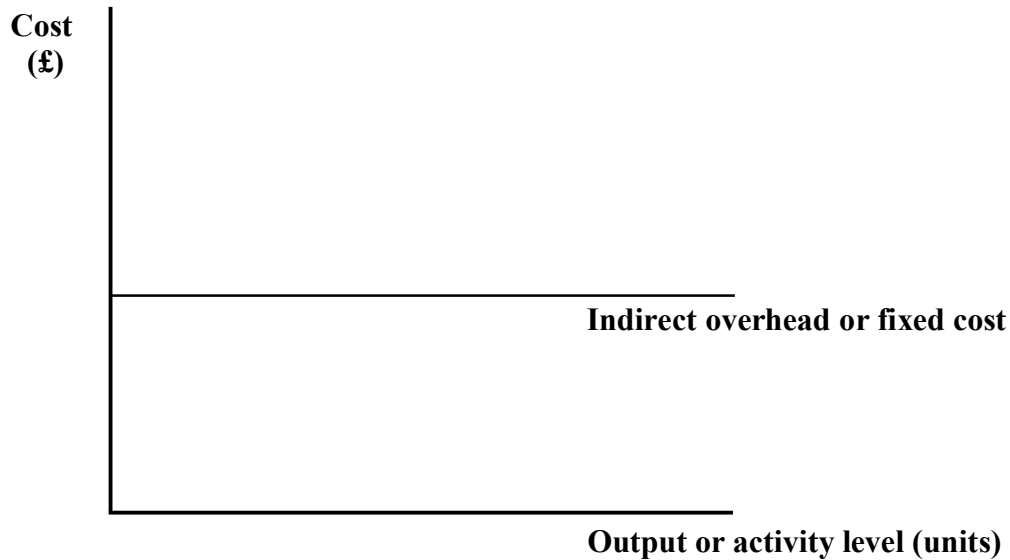 Cost
(£)
Indirect overhead or fixed cost
Output or activity level (units)